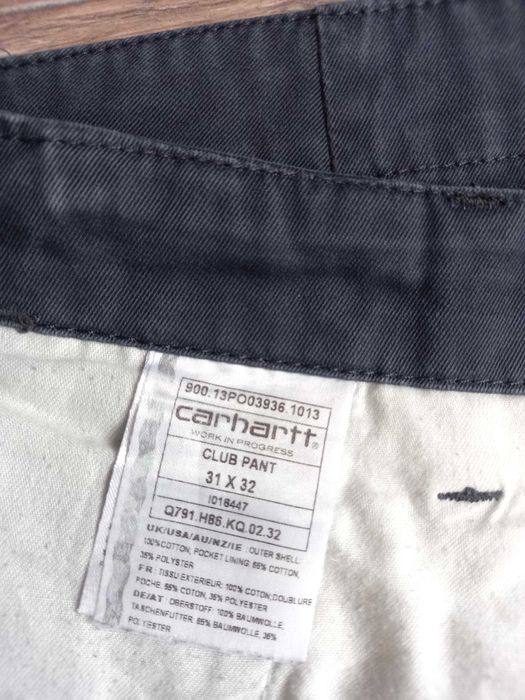 900.13PO03936.1013
carhartt®
WORK IN PROGRESS
CLUB PANT
31 X 32
I016447
Q791.HB6.KQ.02.32
UK/USA/AU/NZ/IE : OUTER SHELL:
100%COTTON; POCKET LINING: 65% COTTON,
35% POLYSTER
FR : TISSU EXTERIEUR: 100% COTON;DOUBLURE
POCHE: 65% COTON, 35% POLYESTER
DE/AT : OBERSTOFF: 100% BAUMWOLLE,
TASCHENFUTTER: 65% BAUMWOLLE, 35%
POLYESTER